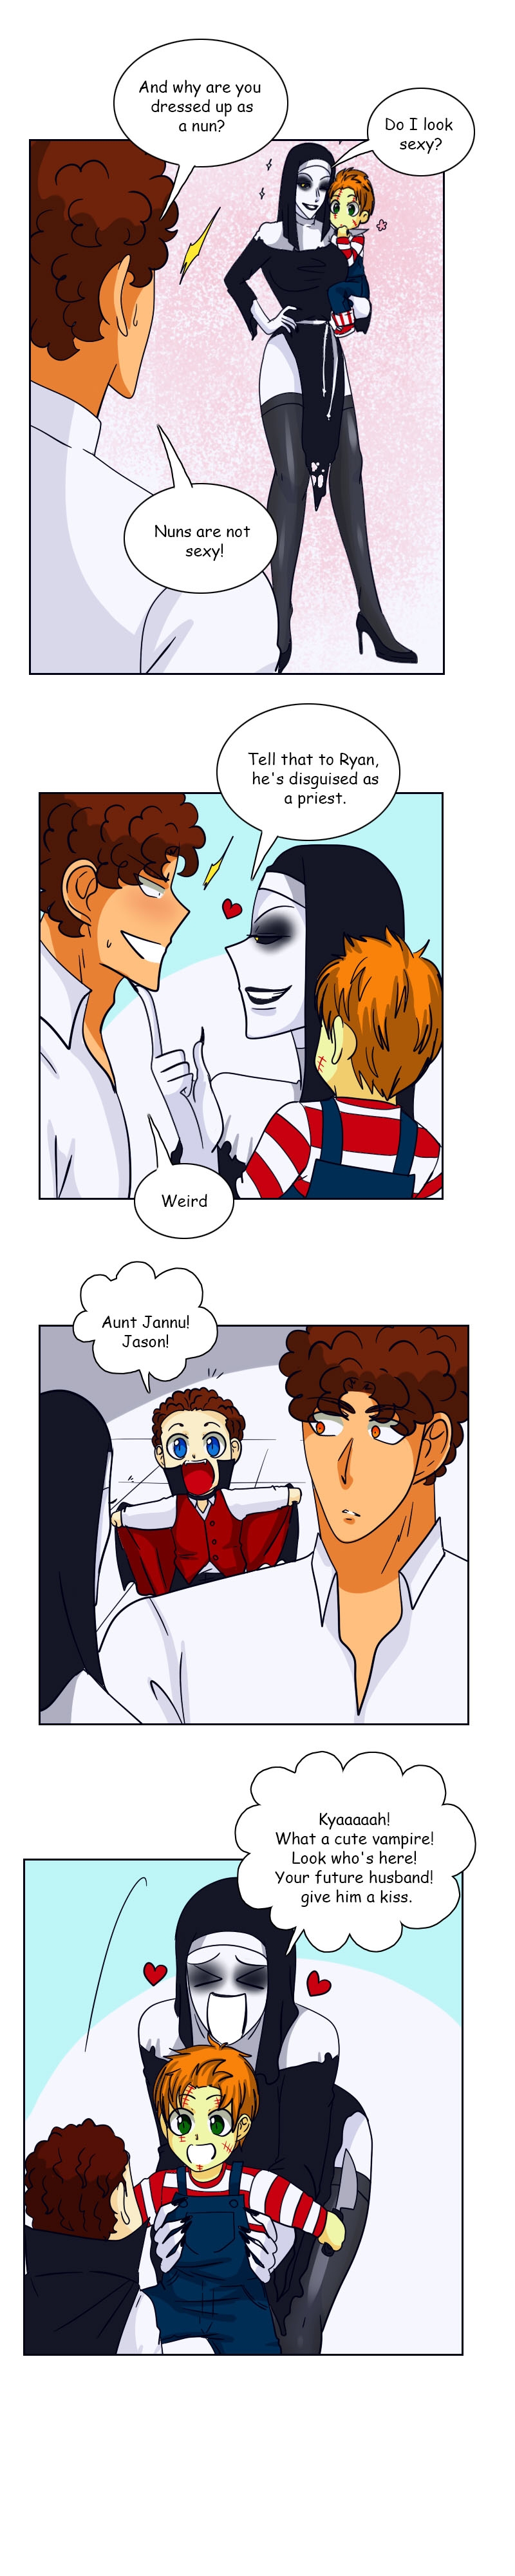 And why are you
dressed up as
a nun?
Do I look
sexy?
Nuns are not
sexy!
Tell that to Ryan,
he's disguised as
a priest.
Weird
Aunt Jannu!
Jason!
Kyaaaaah!
What a cute vampire!
Look who's here!
Your future husband!
give him a kiss.